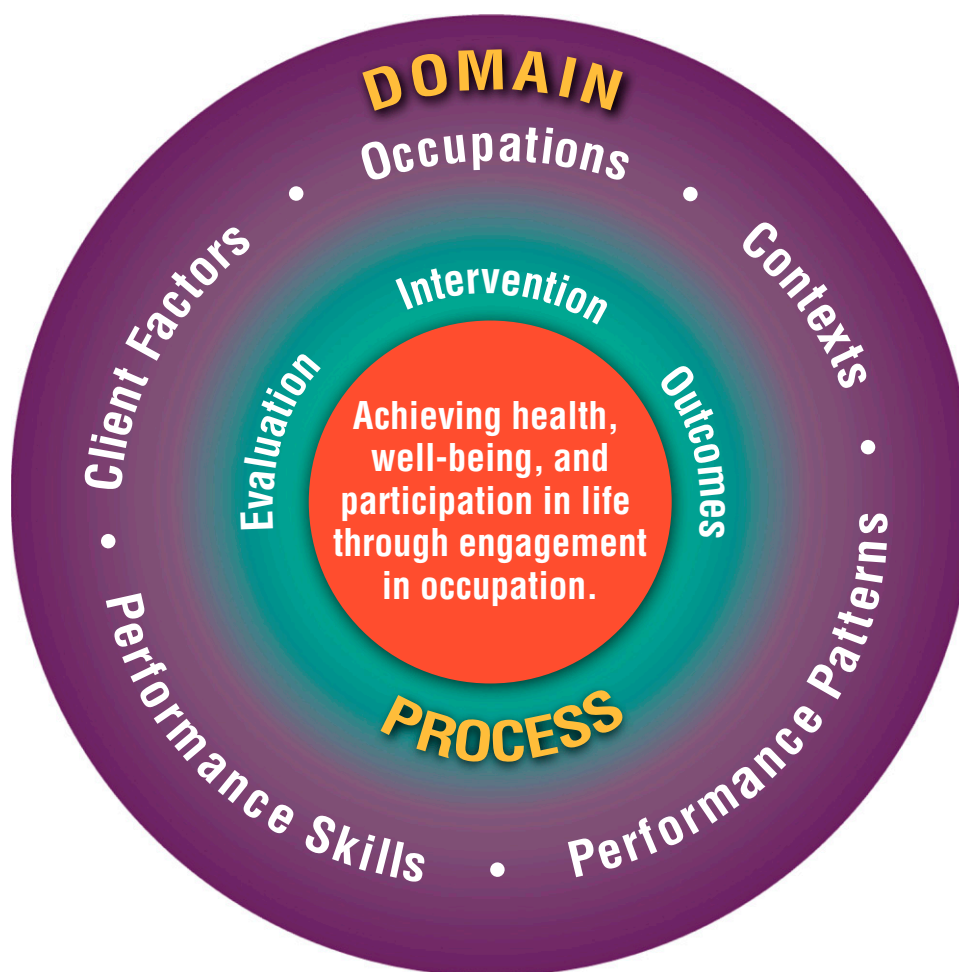 DOMAIN
Occupations
Contexts
Performance Patterns
Performance Skills
Client Factors
Evaluation
Intervention
Outcomes
Achieving health,
well-being, and
participation in life
through engagement
in occupation.
PROCESS